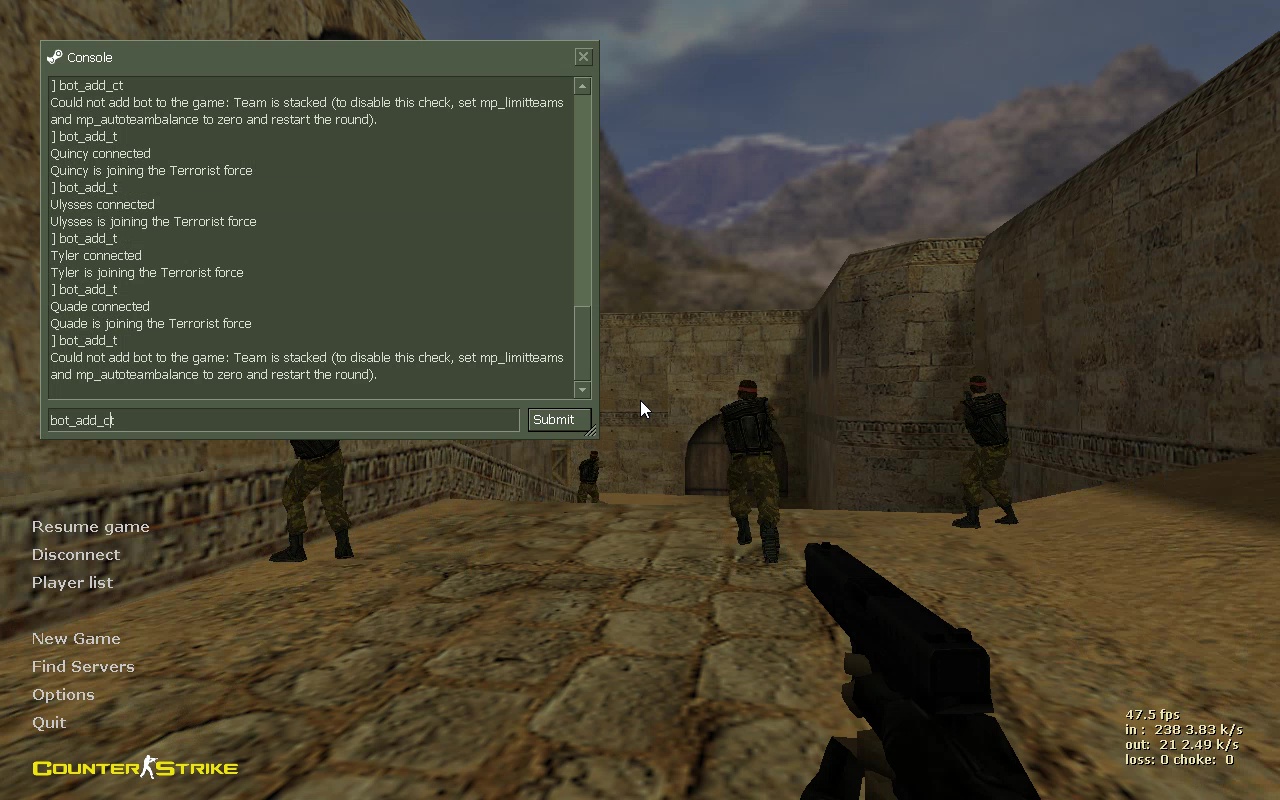 Console
] bot_add_ct
Could not add bot to the game: Team is stacked (to disable this check, set mp_limitteams
and mp_autoteambalance to zero and restart the round).
] bot_add_t
Quincy connected
Quincy is joining the Terrorist force
] bot_add_t
Ulysses connected
Ulysses is joining the Terrorist force
] bot_add_t
Tyler connected
Tyler is joining the Terrorist force
] bot_add_t
Quade connected
Quade is joining the Terrorist force
] bot_add_t
Could not add bot to the game: Team is stacked (to disable this check, set mp_limitteams
and mp_autoteambalance to zero and restart the round).
bot_add_ct
Submit
Resume game
Disconnect
Player list
New Game
Find Servers
Options
Quit
COUNTER STRIKE
47.5 fps
in : 238 3.83 k/s
out: 21 2.49 k/s
loss: 0 choke: 0